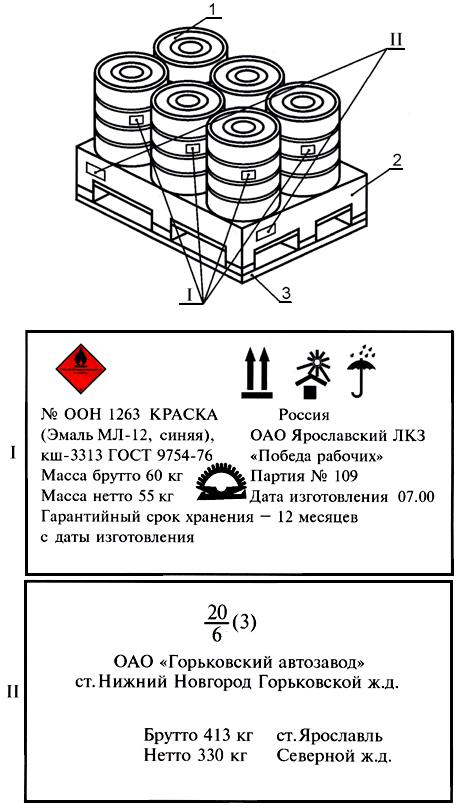 1
II
2
I
3
I
№ ООН 1263 КРАСКА
(Эмаль МЛ-12, синяя),
кш-3313 ГОСТ 9754-76
Масса брутто 60 кг
Масса нетто 55 кг
Гарантийный срок хранения – 12 месяцев
с даты изготовления
Россия
ОАО Ярославский ЛКЗ
«Победа рабочих»
Партия № 109
Дата изготовления 07.00
II
20
6 (3)
ОАО «Горьковский автозавод»
ст.Нижний Новгород Горьковской ж.д.
Брутто 413 кг ст.Ярославль
Нетто 330 кг Северной ж.д.